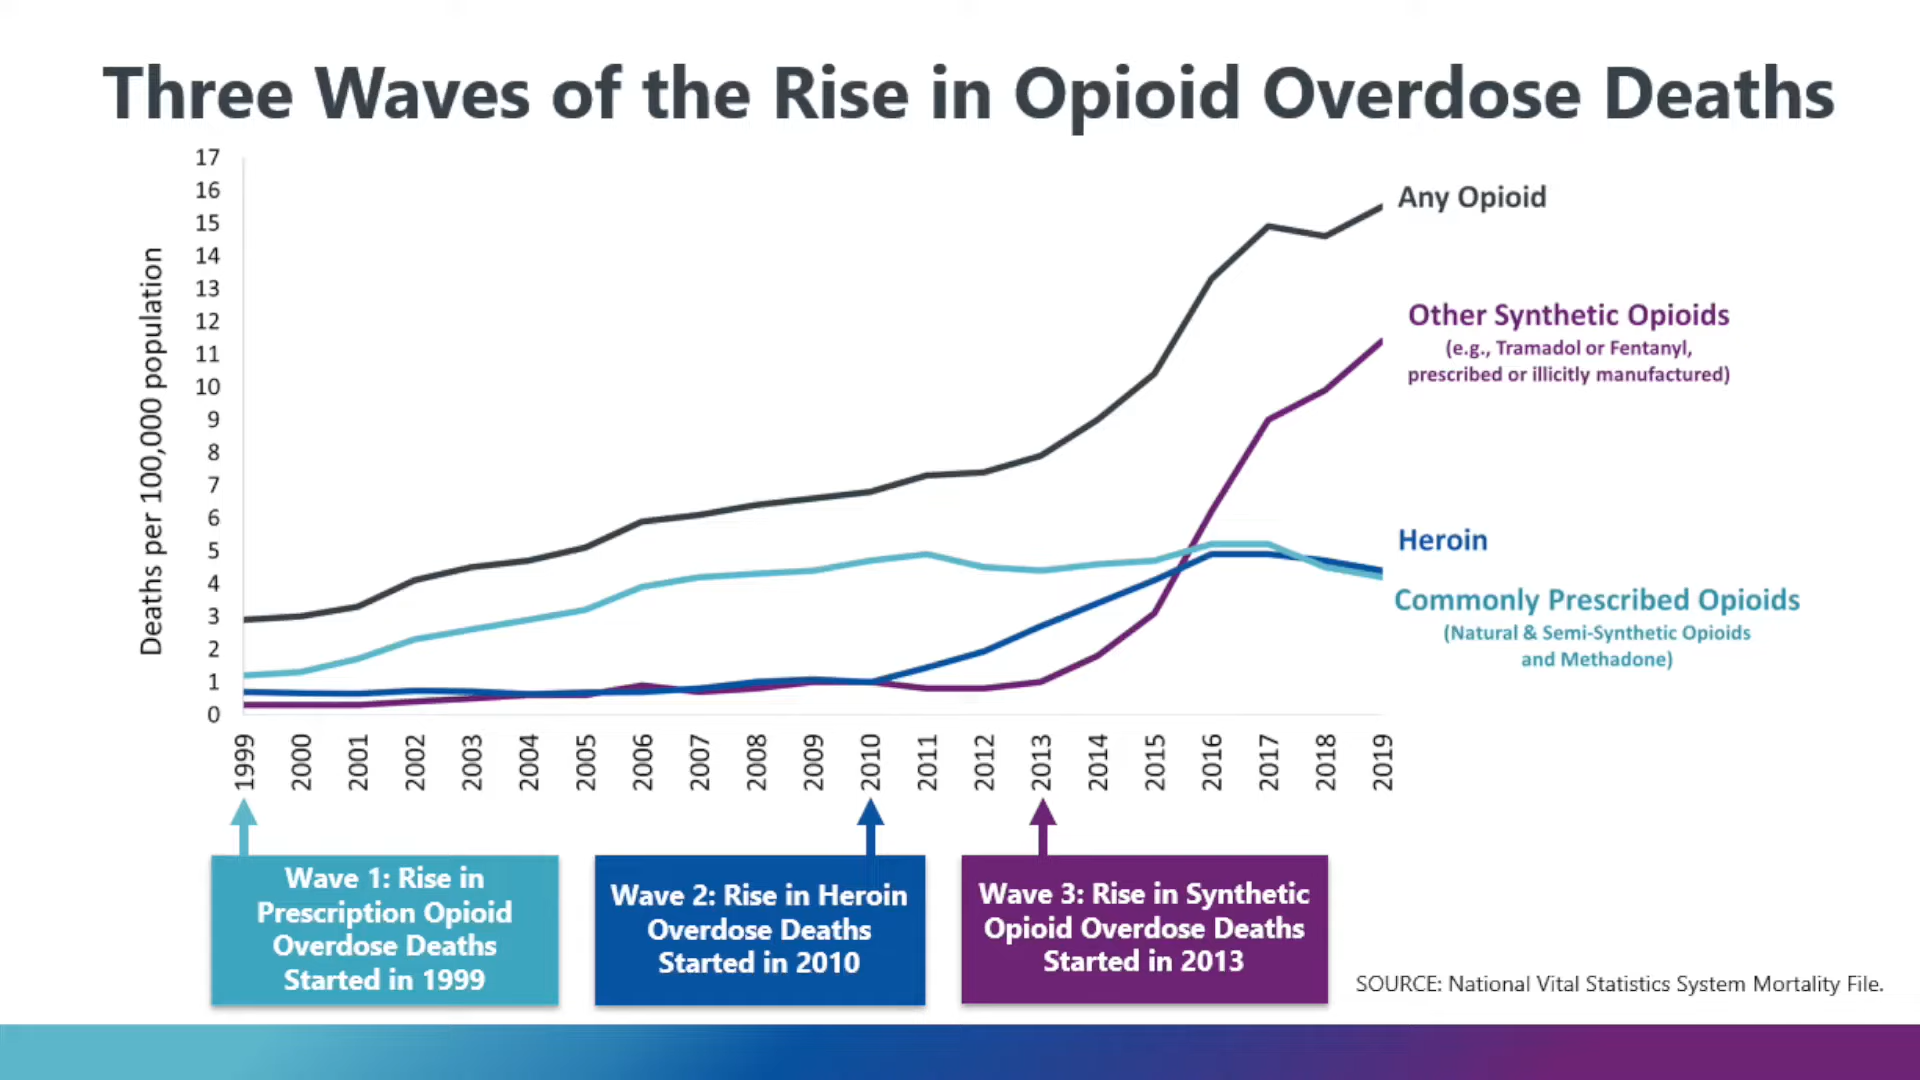 Three Waves of the Rise in Opioid Overdose Deaths
17
16
15
14
13
12
11
10
9
8
7
6
5
4
3
2
1
0
Deaths per 100,000 population
Any Opioid
Other Synthetic Opioids
(e.g., Tramadol or Fentanyl,
prescribed or illicitly manufactured)
Heroin
Commonly Prescribed Opioids
(Natural & Semi-Synthetic Opioids
and Methadone)
1999
2000
2001
2002
2003
2004
2005
2006
2007
2008
2009
2010
2011
2012
2013
2014
2015
2016
2017
2018
2019
Wave 1: Rise in
Prescription Opioid
Overdose Deaths
Started in 1999
Wave 2: Rise in Heroin
Overdose Deaths
Started in 2010
Wave 3: Rise in Synthetic
Opioid Overdose Deaths
Started in 2013
SOURCE: National Vital Statistics System Mortality File.